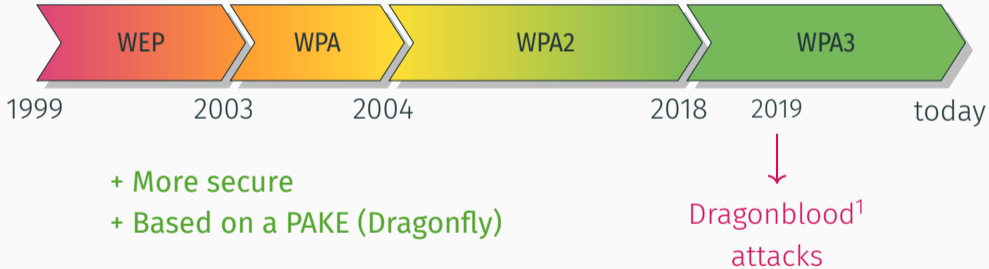 WEP WPA WPA2 WPA3
1999 2003 2004 2018 2019 today
+ More secure
+ Based on a PAKE (Dragonfly)
Dragonblood¹
attacks